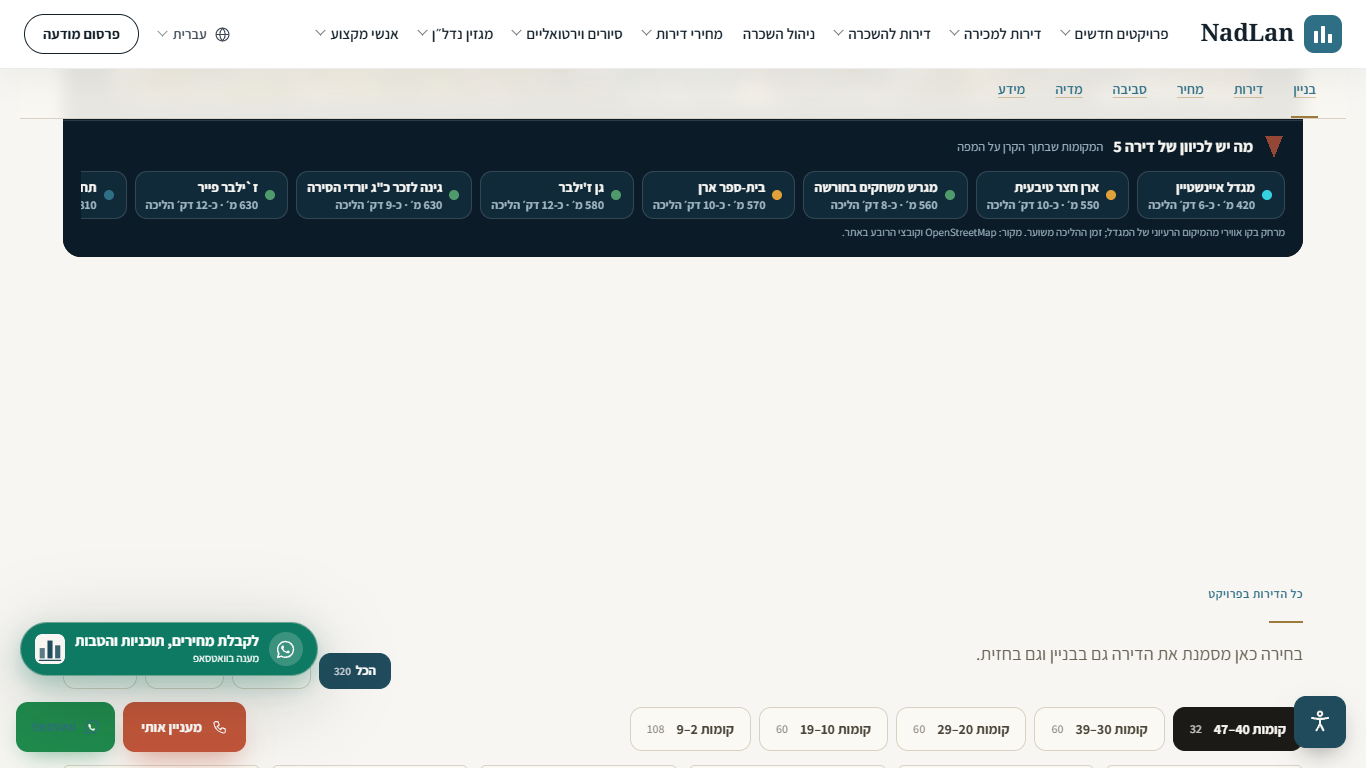 NadLan
פרויקטים חדשים
דירות למכירה
דירות להשכרה
ניהול השכרה
מחירי דירות
סיורים וירטואליים
מגזין נדל״ן
אנשי מקצוע
עברית
פרסום מודעה
בניין
דירות
מחיר
סביבה
מדיה
מידע
מה יש לכיוון של דירה 5 המקומות שבתוך הקרן על המפה
מגדל איינשטיין
420 מ׳ · כ-6 דק׳ הליכה
ארן חצר טיבעית
550 מ׳ · כ-10 דק׳ הליכה
מגרש משחקים בחורשה
560 מ׳ · כ-8 דק׳ הליכה
בית-ספר ארן
570 מ׳ · כ-10 דק׳ הליכה
גן ז'ילבר
580 מ׳ · כ-12 דק׳ הליכה
גינה לזכר כ"ג יורדי הסירה
630 מ׳ · כ-9 דק׳ הליכה
ז`ילבר פייר
630 מ׳ · כ-12 דק׳ הליכה
תח
810
מרחק בקו אווירי מהמיקום הרעיוני של המגדל; זמן ההליכה משוער. מקור: OpenStreetMap וקובצי הרובע באתר.
כל הדירות בפרויקט
בחירה כאן מסמנת את הדירה גם בבניין וגם בחזית.
הכל 320
לקבלת מחירים, תוכניות והטבות
מענה בוואטסאפ
קומות 40–47 32
קומות 30–39 60
קומות 20–29 60
קומות 10–19 60
קומות 2–9 108
מעניין אותי